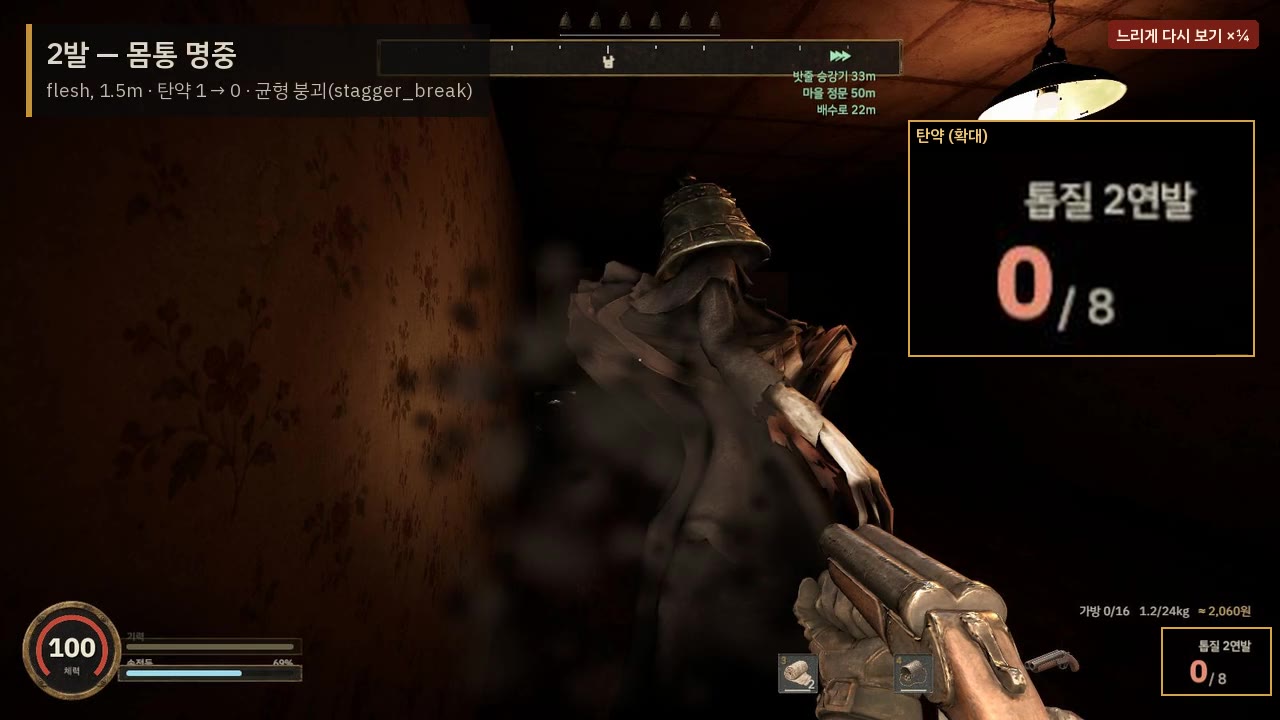 2발 — 몸통 명중
flesh, 1.5m · 탄약 1 → 0 · 균형 붕괴(stagger_break)
남
밧줄 승강기 33m
마을 정문 50m
배수로 22m
느리게 다시 보기 ×¼
탄약 (확대)
톱질 2연발
0 / 8
100
체력
기력
손전등 69%
2
가방 0/16 1.2/24kg ≈ 2,060원
톱질 2연발
0 / 8